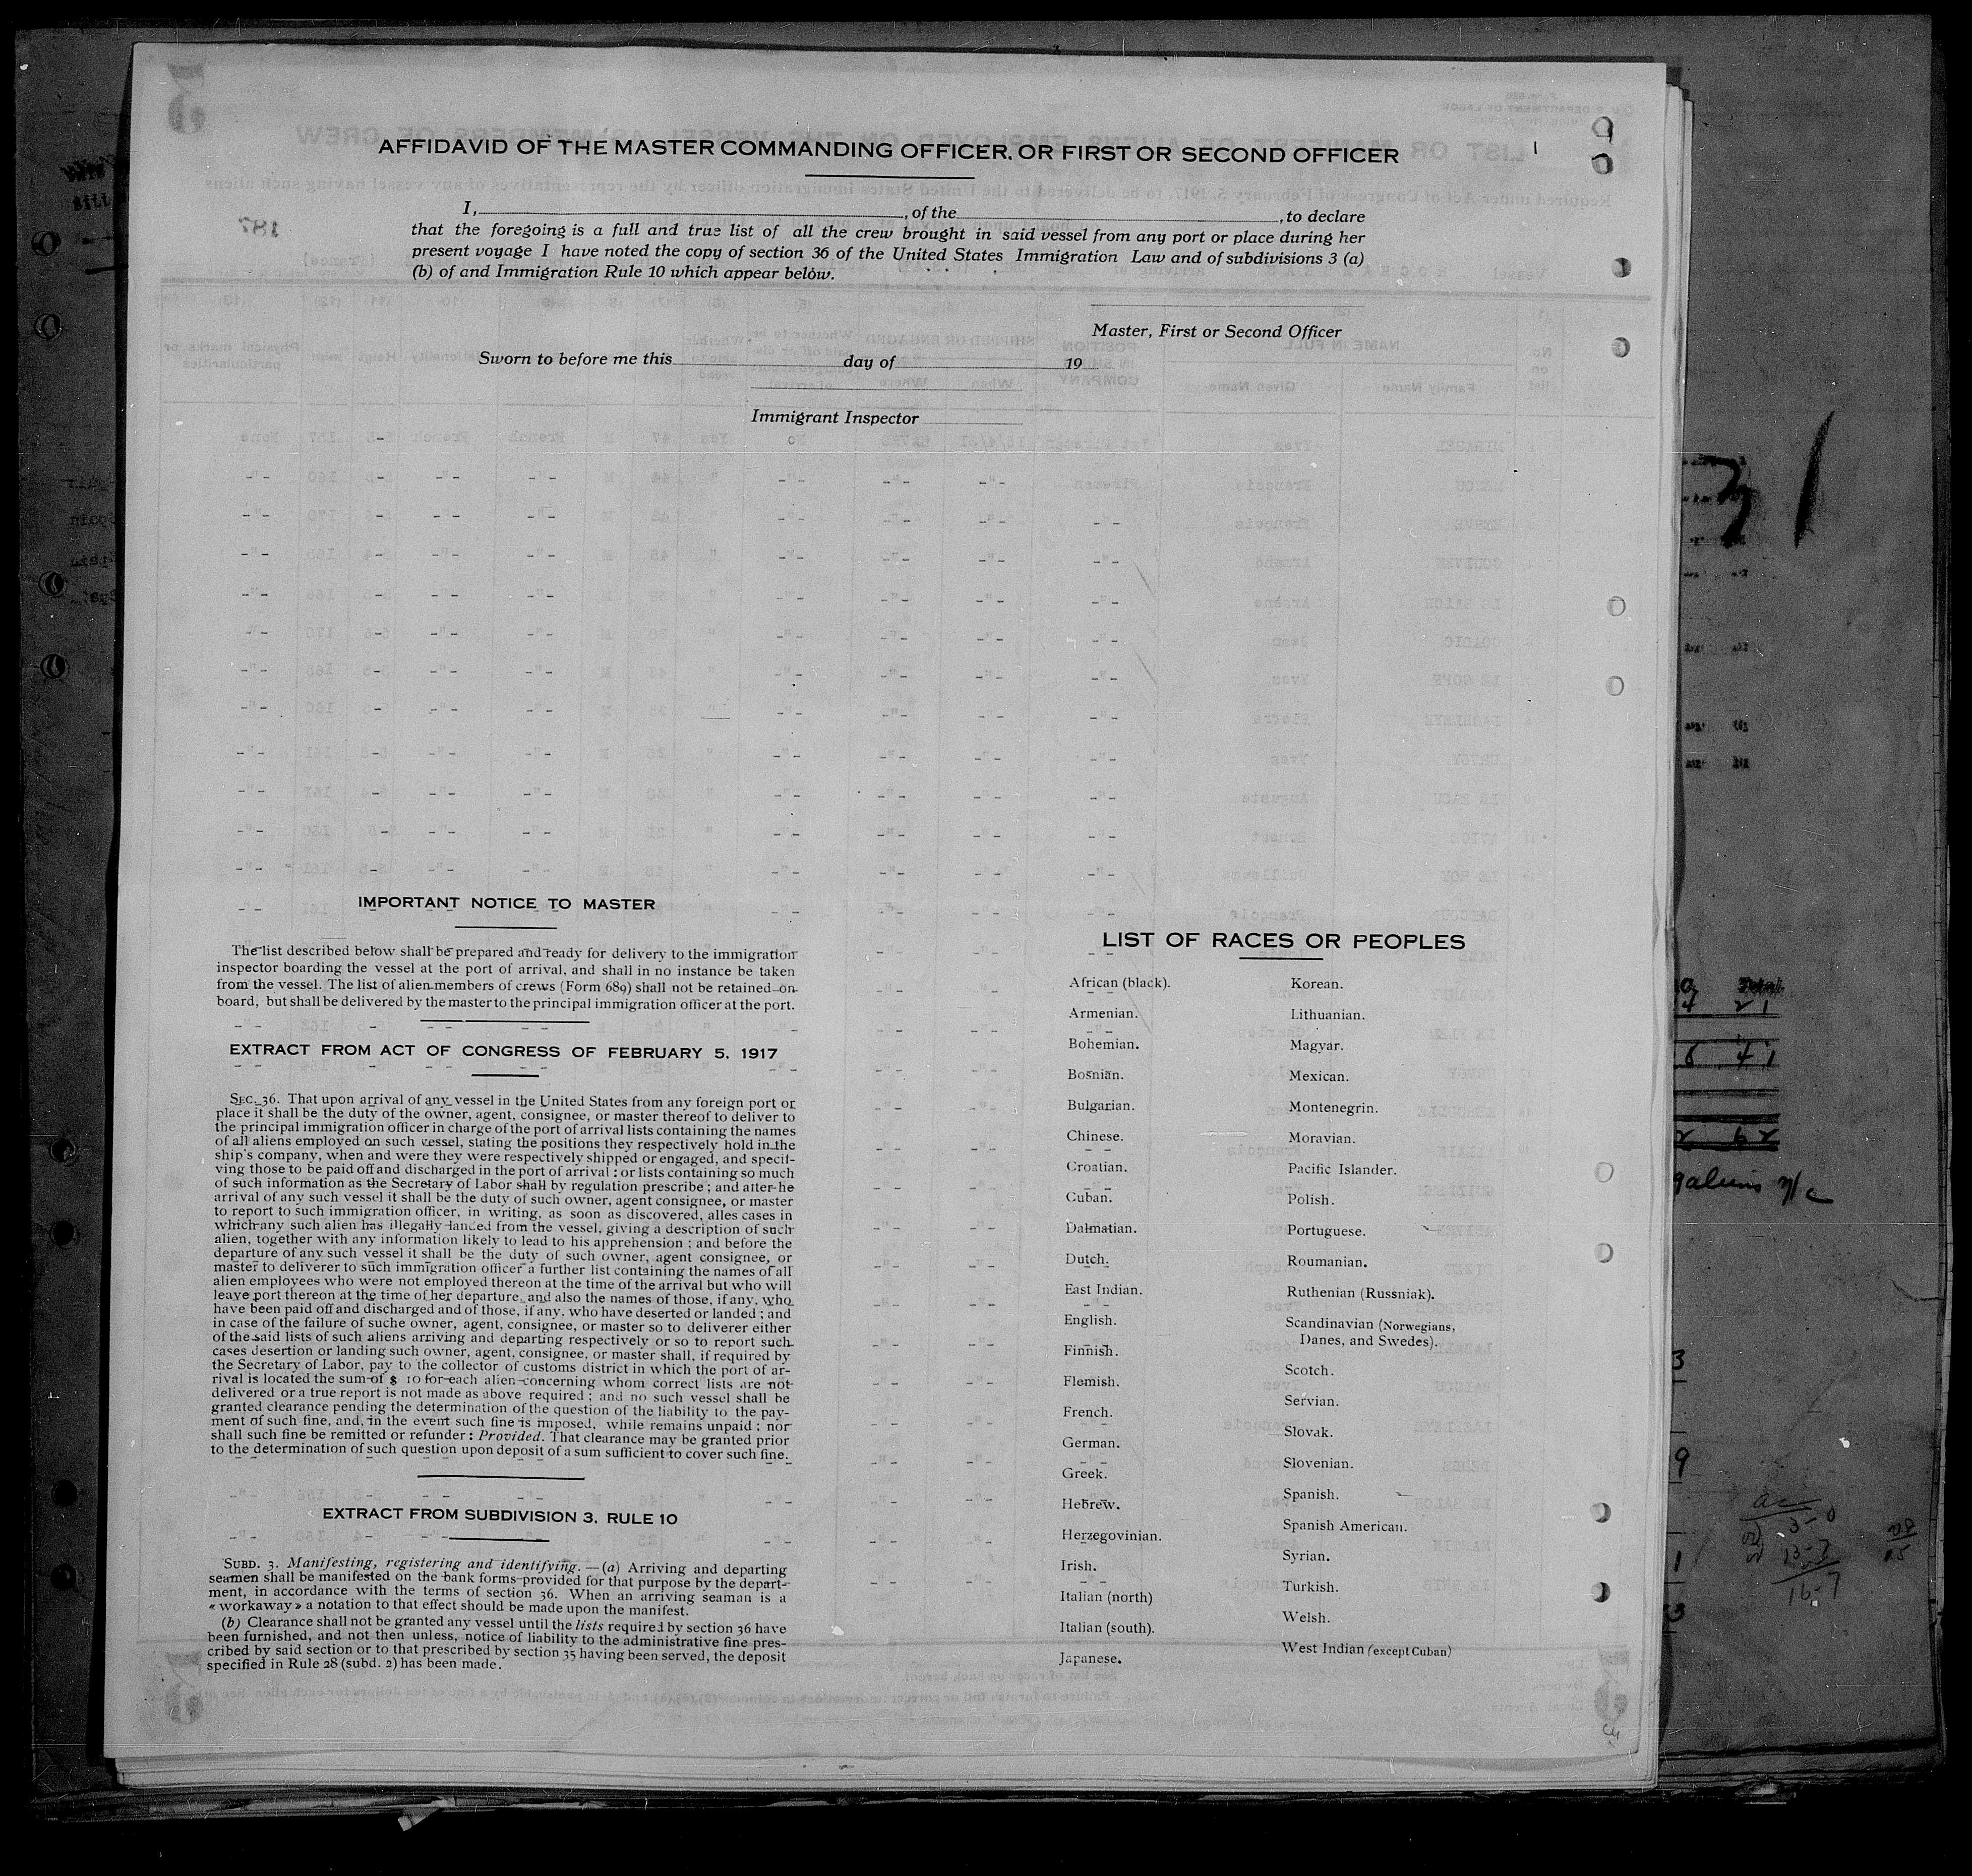 AFFIDAVID OF THE MASTER COMMANDING OFFICER. OR FIRST OR SECOND OFFICER
I, , of the , to declare
that the foregoing is a full and true list of all the crew brought in said vessel from any port or place during her
present voyage I have noted the copy of section 36 of the United States Immigration Law and of subdivisions 3 (a)
(b) of and Immigration Rule 10 which appear below.
Master, First or Second Officer
Sworn to before me this day of 19
Immigrant Inspector
IMPORTANT NOTICE TO MASTER
The list described below shall be prepared and ready for delivery to the immigration
inspector boarding the vessel at the port of arrival, and shall in no instance be taken
from the vessel. The list of alien members of crews (Form 689) shall not be retained on
board, but shall be delivered by the master to the principal immigration officer at the port.
EXTRACT FROM ACT OF CONGRESS OF FEBRUARY 5, 1917
SEC. 36. That upon arrival of any vessel in the United States from any foreign port or
place it shall be the duty of the owner, agent, consignee, or master thereof to deliver to
the principal immigration officer in charge of the port of arrival lists containing the names
of all aliens employed on such vessel, stating the positions they respectively hold in the
ship's company, when and were they were respectively shipped or engaged, and specif-
ving those to be paid off and discharged in the port of arrival ; or lists containing so much
of such information as the Secretary of Labor shall by regulation prescribe ; and atter he
arrival of any such vessel it shall be the duty of such owner, agent consignee, or master
to report to such immigration officer, in writing, as soon as discovered, alles cases in
which any such alien has illegally landed from the vessel, giving a description of such
alien, together with any information likely to lead to his apprehension ; and before the
departure of any such vessel it shall be the duty of such owner, agent consignee, or
master to deliverer to such immigration officer a further list containing the names of all
alien employees who were not employed thereon at the time of the arrival but who will
leave port thereon at the time of her departure, and also the names of those, if any, who
have been paid off and discharged and of those, if any, who have deserted or landed ; and
in case of the failure of suche owner, agent, consignee, or master so to deliverer either
of the said lists of such aliens arriving and departing respectively or so to report such
cases desertion or landing such owner, agent, consignee, or master shall, if required by
the Secretary of Labor, pay to the collector of customs district in which the port of ar-
rival is located the sum of $ 10 for each alien concerning whom correct lists are not
delivered or a true report is not made as above required ; and no such vessel shall be
granted clearance pending the determination of the question of the liability to the pay-
ment of such fine, and, in the event such fine is imposed, while remains unpaid ; nor
shall such fine be remitted or refunder : Provided. That clearance may be granted prior
to the determination of such question upon deposit of a sum sufficient to cover such fine.
EXTRACT FROM SUBDIVISION 3. RULE 10
SUBD. 3. Manifesting, registering and identifying. — (a) Arriving and departing
seamen shall be manifested on the bank forms provided for that purpose by the depart-
ment, in accordance with the terms of section 36. When an arriving seaman is a
« workaway » a notation to that effect should be made upon the manifest.
(b) Clearance shall not be granted any vessel until the lists required by section 36 have
been furnished, and not then unless, notice of liability to the administrative fine pres-
cribed by said section or to that prescribed by section 35 having been served, the deposit
specified in Rule 28 (subd. 2) has been made.
LIST OF RACES OR PEOPLES
African (black).
Armenian.
Bohemian.
Bosnian.
Bulgarian.
Chinese.
Croatian.
Cuban.
Dalmatian.
Dutch.
East Indian.
English.
Finnish.
Flemish.
French.
German.
Greek.
Hebrew.
Herzegovinian.
Irish.
Italian (north)
Italian (south).
Japanese.
Korean.
Lithuanian.
Magyar.
Mexican.
Montenegrin.
Moravian.
Pacific Islander.
Polish.
Portuguese.
Roumanian.
Ruthenian (Russniak).
Scandinavian (Norwegians,
Danes, and Swedes).
Scotch.
Servian.
Slovak.
Slovenian.
Spanish.
Spanish American.
Syrian.
Turkish.
Welsh.
West Indian (except Cuban)